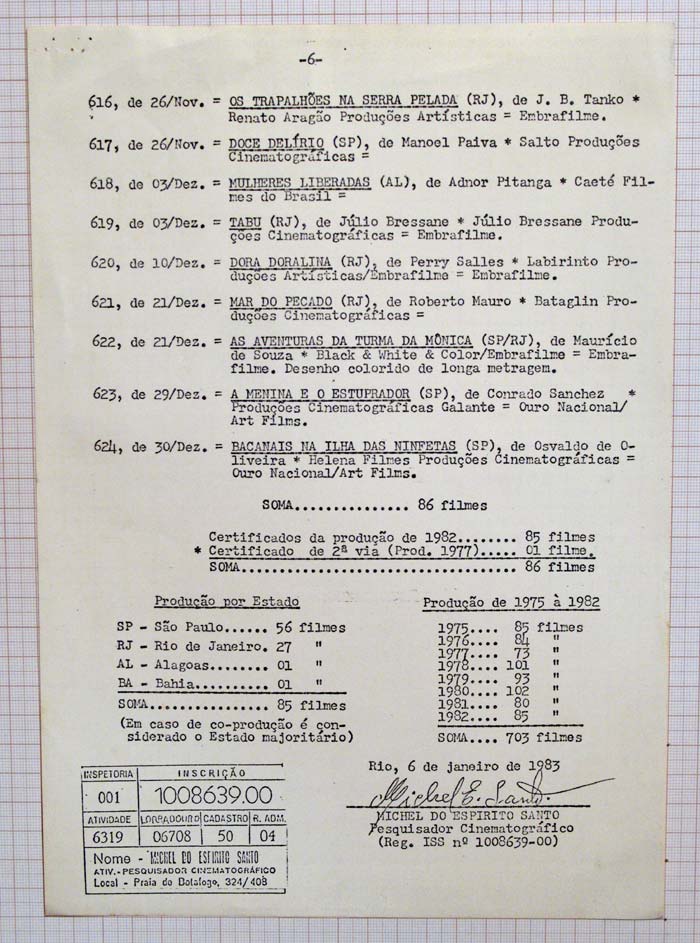 -6-
616, de 26/Nov. = OS TRAPALHÕES NA SERRA PELADA (RJ), de J. B. Tanko *
Renato Aragão Produções Artísticas = Embrafilme.
617, de 26/Nov. = DOCE DELÍRIO (SP), de Manoel Paiva * Salto Produções
Cinematográficas =
618, de 03/Dez. = MULHERES LIBERADAS (AL), de Adnor Pitanga * Caeté Fil-
mes do Brasil =
619, de 03/Dez. = TABU (RJ), de Júlio Bressane * Júlio Bressane Produ-
ções Cinematográficas = Embrafilme.
620, de 10/Dez. = DORA DORALINA (RJ), de Perry Salles * Labirinto Pro-
duções Artísticas/Embrafilme = Embrafilme.
621, de 21/Dez. = MAR DO PECADO (RJ), de Roberto Mauro * Bataglin Pro-
duções Cinematográficas =
622, de 21/Dez. = AS AVENTURAS DA TURMA DA MÔNICA (SP/RJ), de Maurício
de Souza * Black & White & Color/Embrafilme = Embra-
filme. Desenho colorido de longa metragem.
623, de 29/Dez. = A MENINA E O ESTUPRADOR (SP), de Conrado Sanchez *
Produções Cinematográficas Galante = Ouro Nacional/
Art Films.
624, de 30/Dez. = BACANAIS NA ILHA DAS NINFETAS (SP), de Osvaldo de O-
liveira * Helena Filmes Produções Cinematográficas =
Ouro Nacional/Art Films.
SOMA............... 86 filmes
Certificados da produção de 1982........ 85 filmes
* Certificado de 2ª via (Prod. 1977)..... 01 filme.
SOMA..................................... 86 filmes
Produção por Estado
SP - São Paulo...... 56 filmes
RJ - Rio de Janeiro. 27 "
AL - Alagoas........ 01 "
BA - Bahia.......... 01 "
SOMA................ 85 filmes
(Em caso de co-produção é con-
siderado o Estado majoritário)
Produção de 1975 à 1982
1975.... 85 filmes
1976.... 84 "
1977.... 73 "
1978.... 101 "
1979.... 93 "
1980.... 102 "
1981.... 80 "
1982.... 85 "
SOMA.... 703 filmes
Rio, 6 de janeiro de 1983
Michel E. Santo.
MICHEL DO ESPIRITO SANTO
Pesquisador Cinematográfico
(Reg. ISS nº 1008639-00)
INSPETORIA INSCRIÇÃO
001 1008639.00
ATIVIDADE LOGRADOURO CADASTRO R. ADM.
6319 06708 50 04
Nome - MICHEL DO ESPIRITO SANTO
ATIV.- PESQUISADOR CINEMATOGRÁFICO
Local - Praia de Botafogo, 324/408